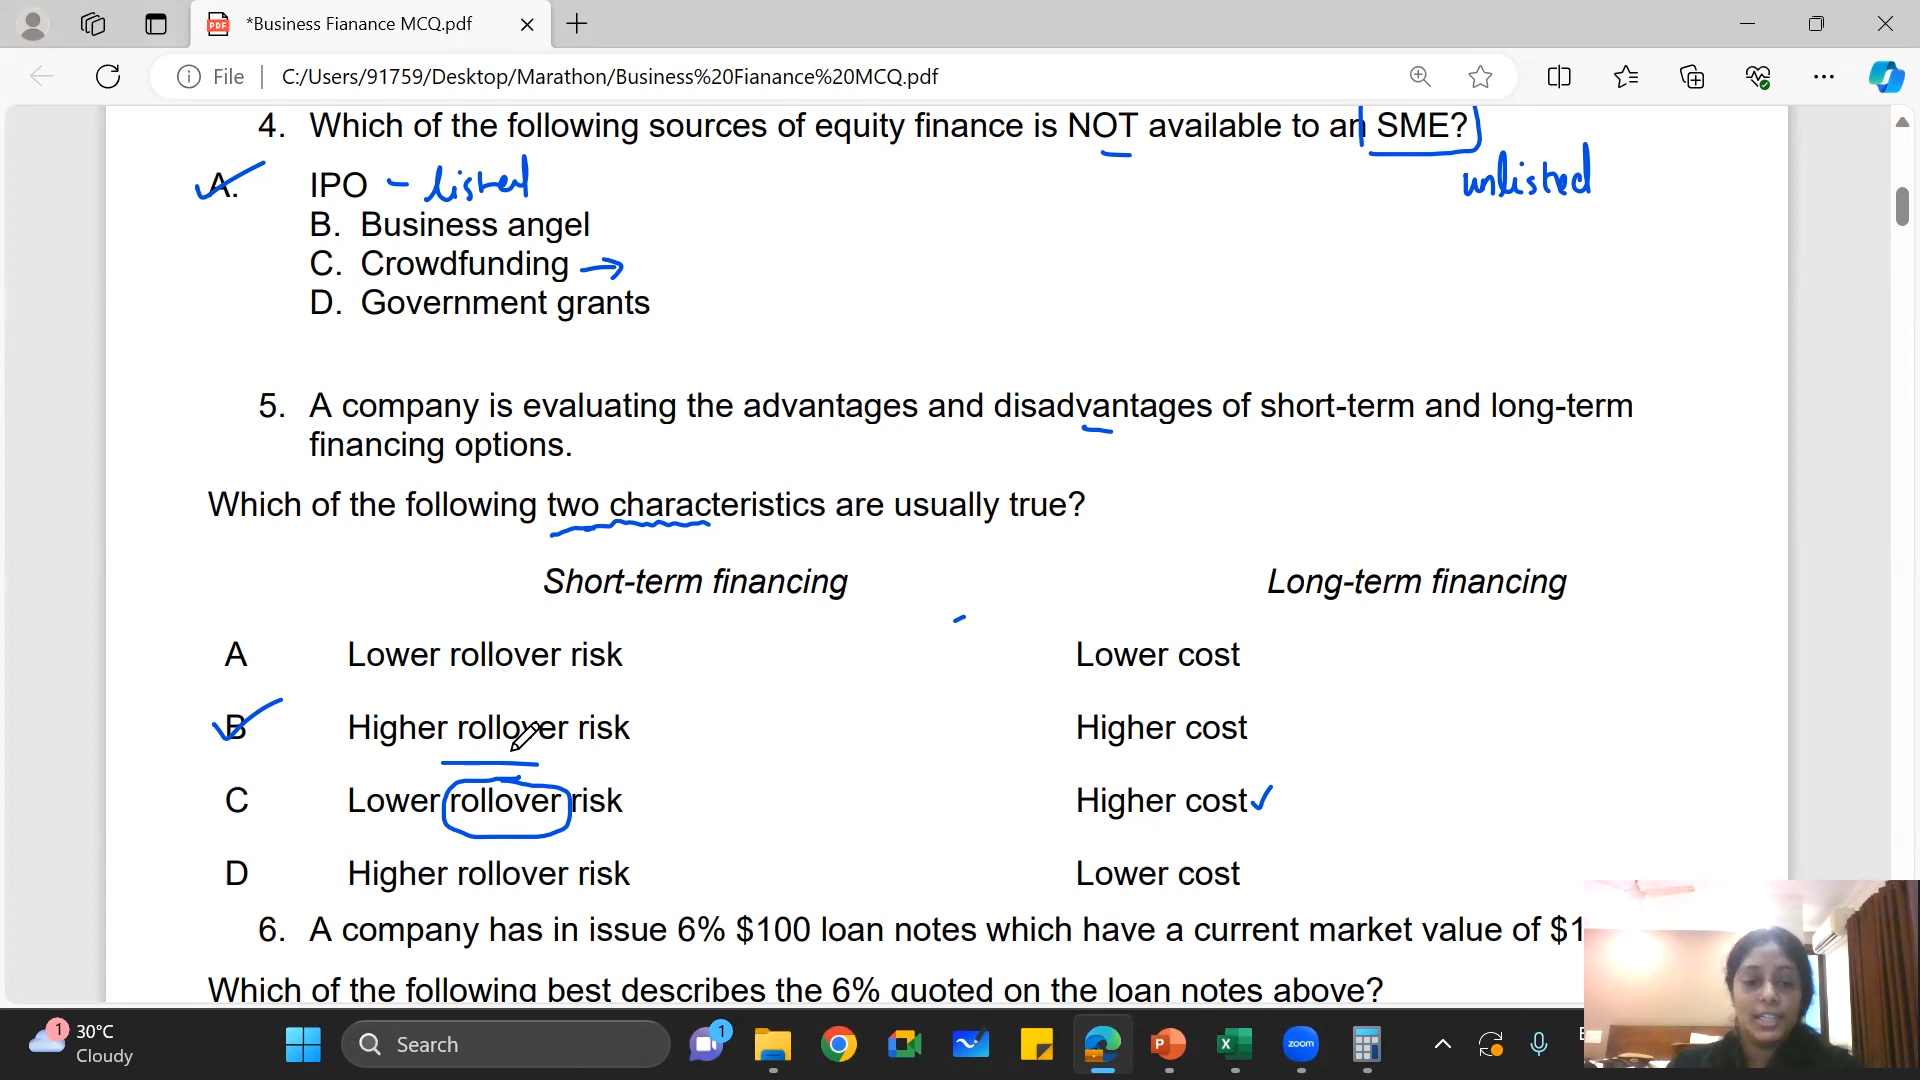 *Business Fianance MCQ.pdf
File
C:/Users/91759/Desktop/Marathon/Business%20Fianance%20MCQ.pdf
4. Which of the following sources of equity finance is NOT available to an SME?
unlisted
A. IPO - listed
B. Business angel
C. Crowdfunding →
D. Government grants
5. A company is evaluating the advantages and disadvantages of short-term and long-term
financing options.
Which of the following two characteristics are usually true?
Short-term financing Long-term financing
A Lower rollover risk Lower cost
B Higher rollover risk Higher cost
C Lower rollover risk Higher cost
D Higher rollover risk Lower cost
6. A company has in issue 6% $100 loan notes which have a current market value of $1
Which of the following best describes the 6% quoted on the loan notes above?
1
30°C
Cloudy
Search
1
zoom